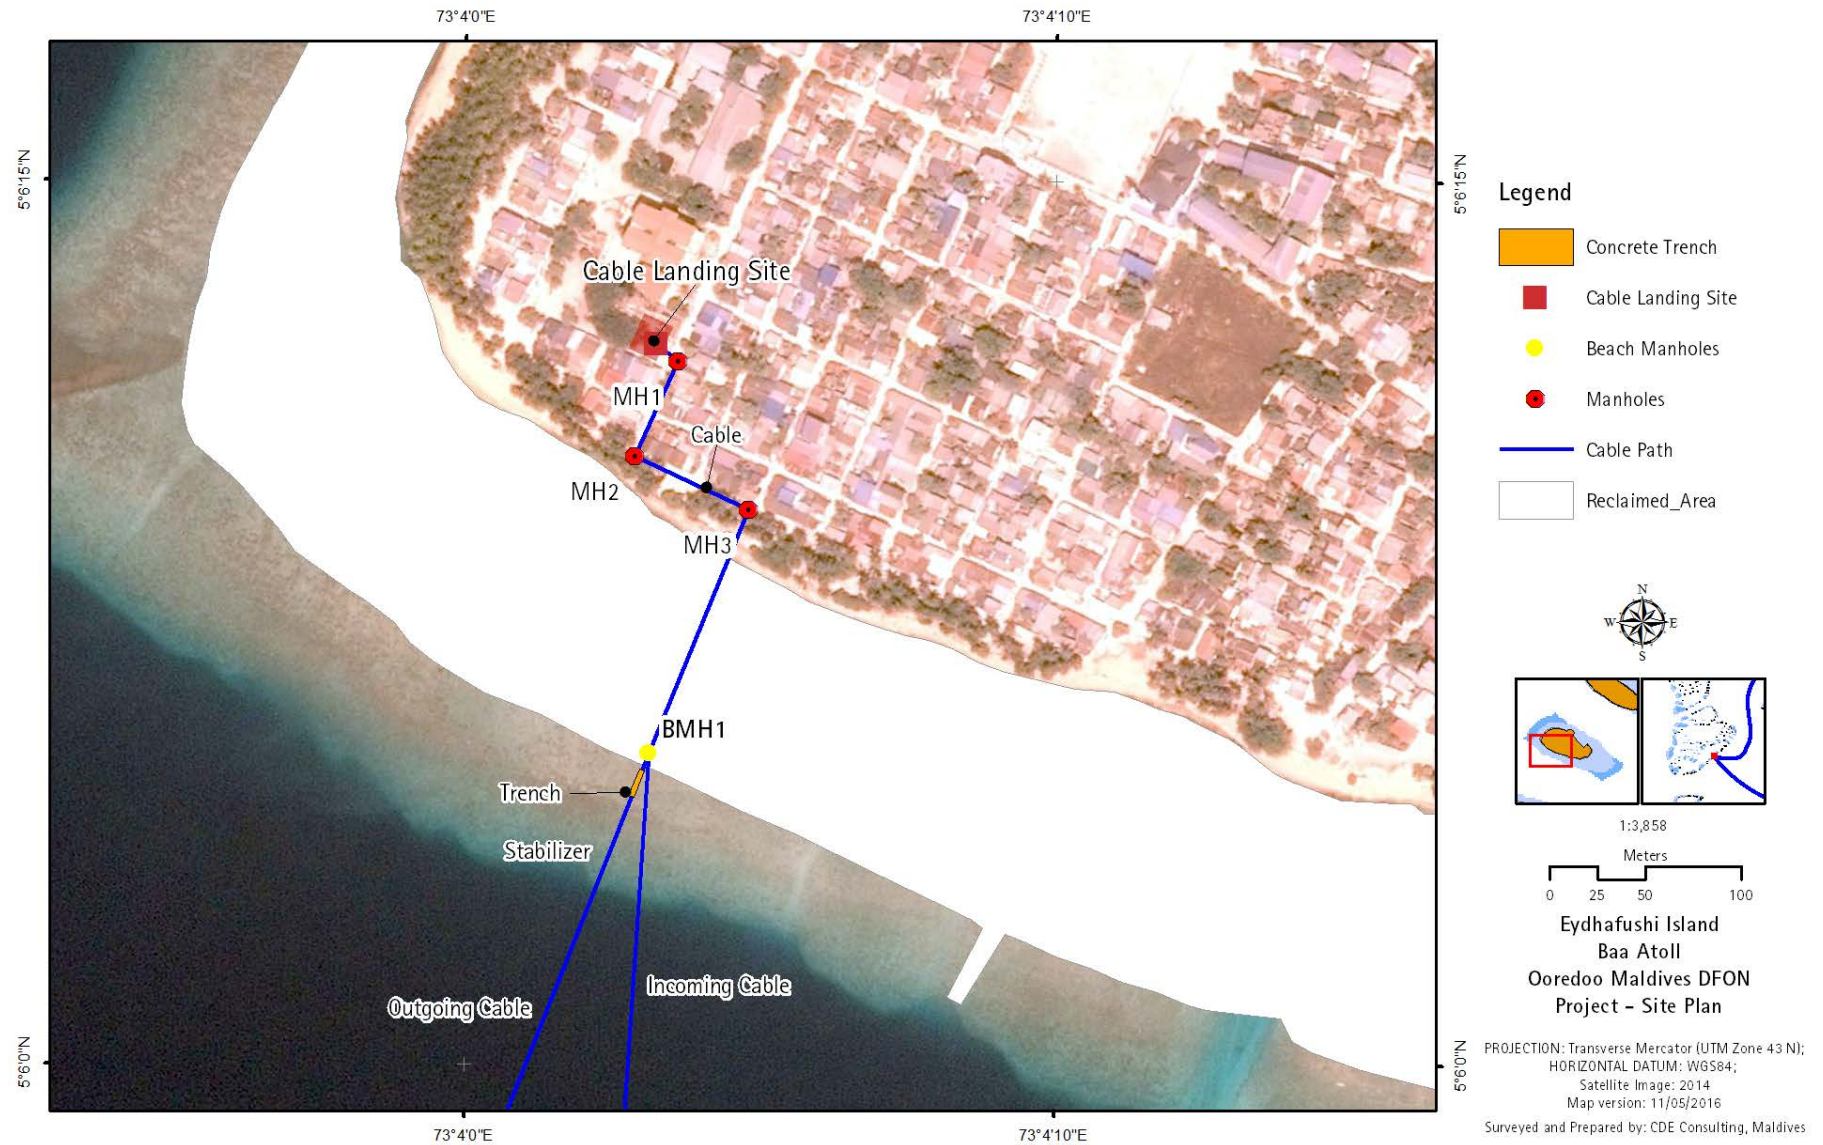 73°4'0"E
73°4'10"E
5°6'15"N
5°6'15"N
Cable Landing Site
MH1
Cable
MH2
MH3
BMH1
Trench
Stabilizer
Incoming Cable
Outgoing Cable
5°6'0"N
5°6'0"N
73°4'0"E
73°4'10"E
Legend
Concrete Trench
Cable Landing Site
Beach Manholes
Manholes
Cable Path
Reclaimed_Area
N
W
E
S
1:3,858
Meters
0 25 50 100
Eydhafushi Island
Baa Atoll
Ooredoo Maldives DFON
Project - Site Plan
PROJECTION: Transverse Mercator (UTM Zone 43 N);
HORIZONTAL DATUM: WGS84;
Satellite Image: 2014
Map version: 11/05/2016
Surveyed and Prepared by: CDE Consulting, Maldives